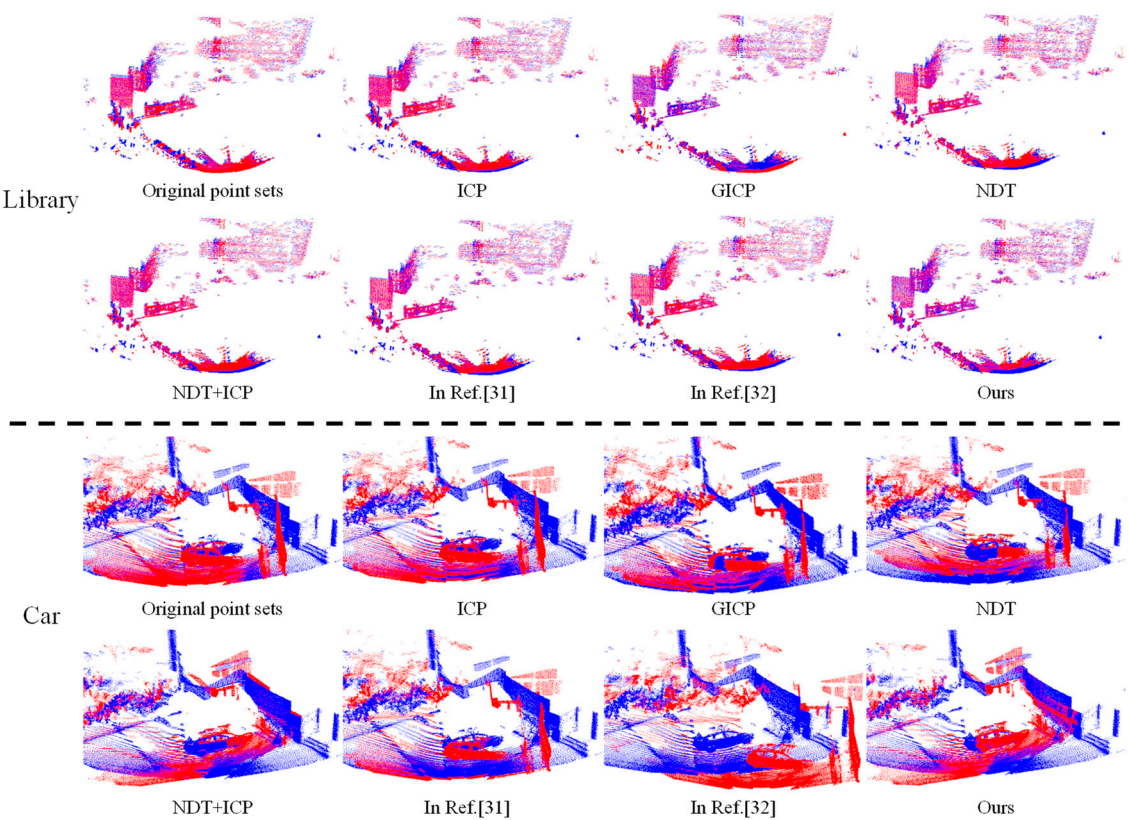 Library
Original point sets
ICP
GICP
NDT
NDT+ICP
In Ref.[31]
In Ref.[32]
Ours
Car
Original point sets
ICP
GICP
NDT
NDT+ICP
In Ref.[31]
In Ref.[32]
Ours